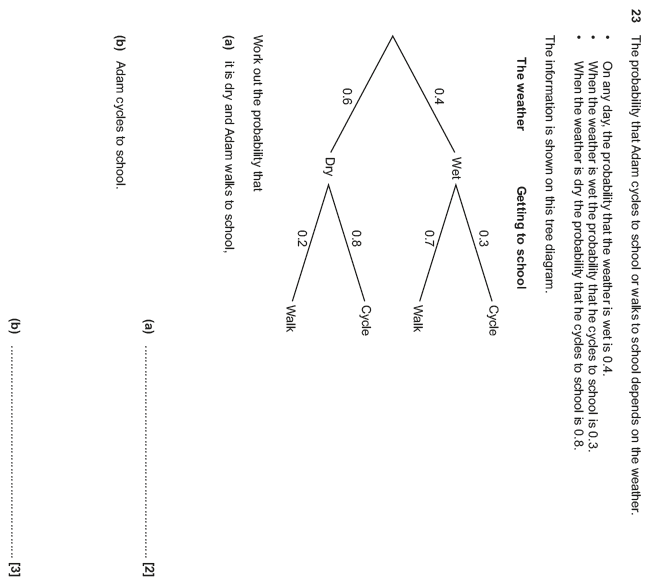 23 The probability that Adam cycles to school or walks to school depends on the weather.
• On any day, the probability that the weather is wet is 0.4.
• When the weather is wet the probability that he cycles to school is 0.3.
• When the weather is dry the probability that he cycles to school is 0.8.
The information is shown on this tree diagram.
The weather Getting to school
0.3 Cycle
Wet
0.4
0.7 Walk
0.8 Cycle
0.6
Dry
0.2 Walk
Work out the probability that
(a) it is dry and Adam walks to school,
(a) .................................................... [2]
(b) Adam cycles to school.
(b) .................................................... [3]